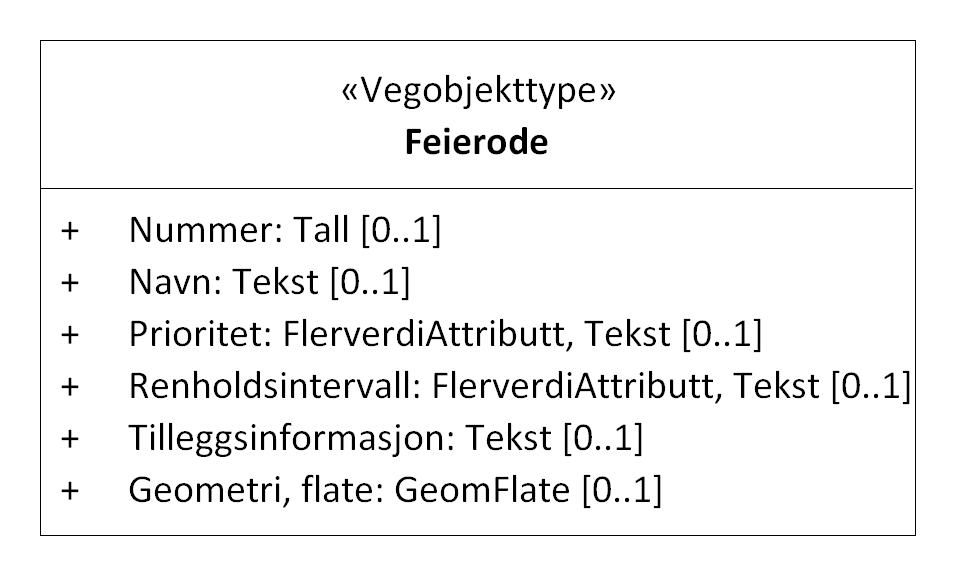 «Vegobjekttype»
Feierode
+ Nummer: Tall [0..1]
+ Navn: Tekst [0..1]
+ Prioritet: FlerverdiAttributt, Tekst [0..1]
+ Renholdsintervall: FlerverdiAttributt, Tekst [0..1]
+ Tilleggsinformasjon: Tekst [0..1]
+ Geometri, flate: GeomFlate [0..1]